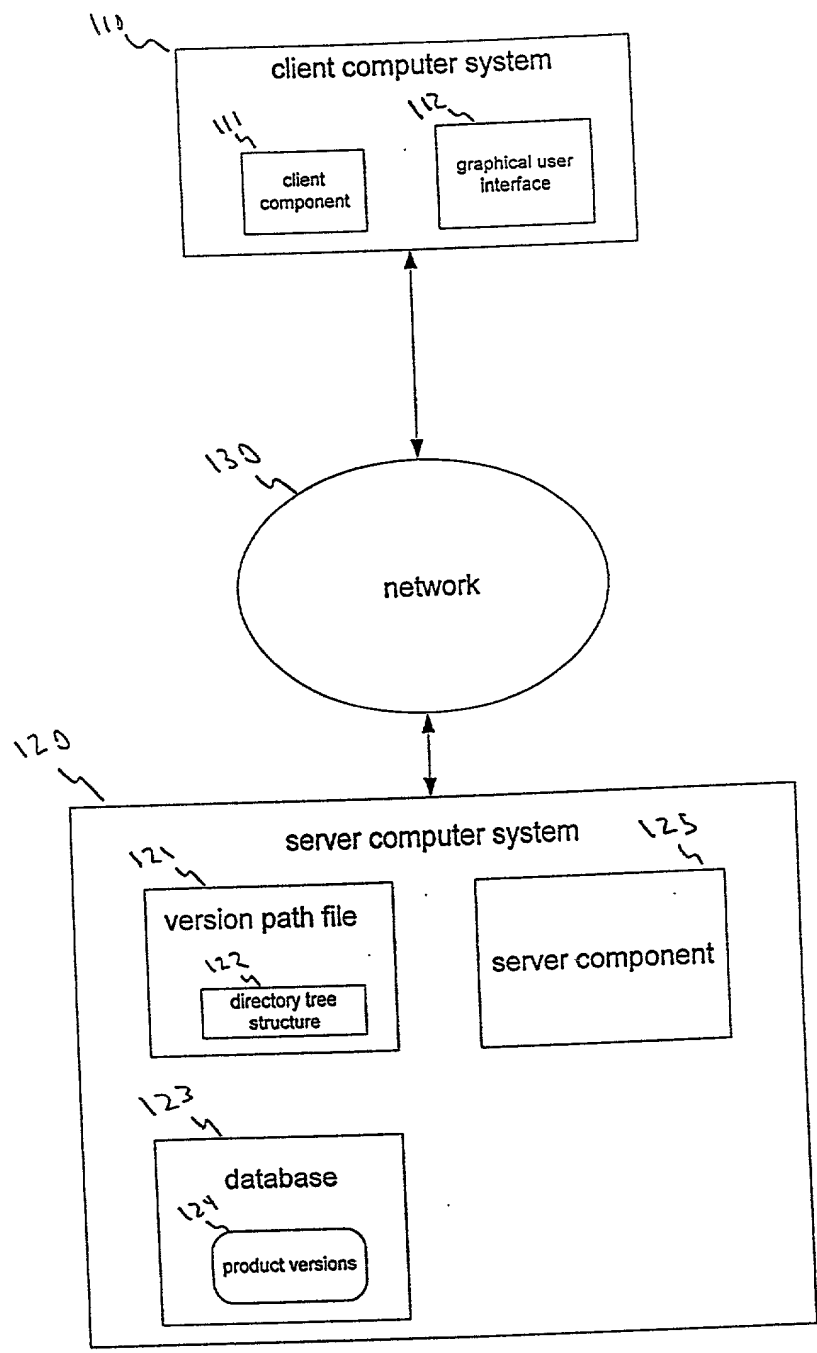 110
client computer system
111
112
client
component
graphical user
interface
130
network
120
server computer system
121
125
version path file
server component
122
directory tree
structure
123
database
124
product versions